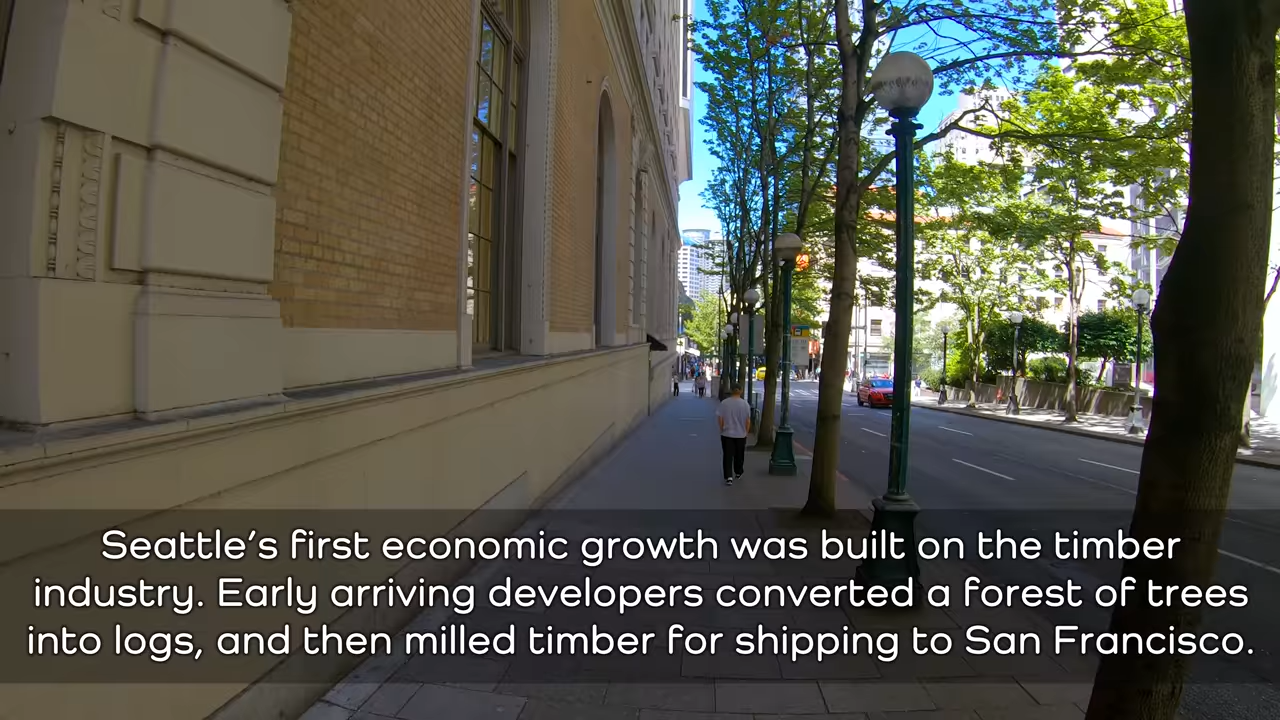 Seattle's first economic growth was built on the timber
industry. Early arriving developers converted a forest of trees
into logs, and then milled timber for shipping to San Francisco.